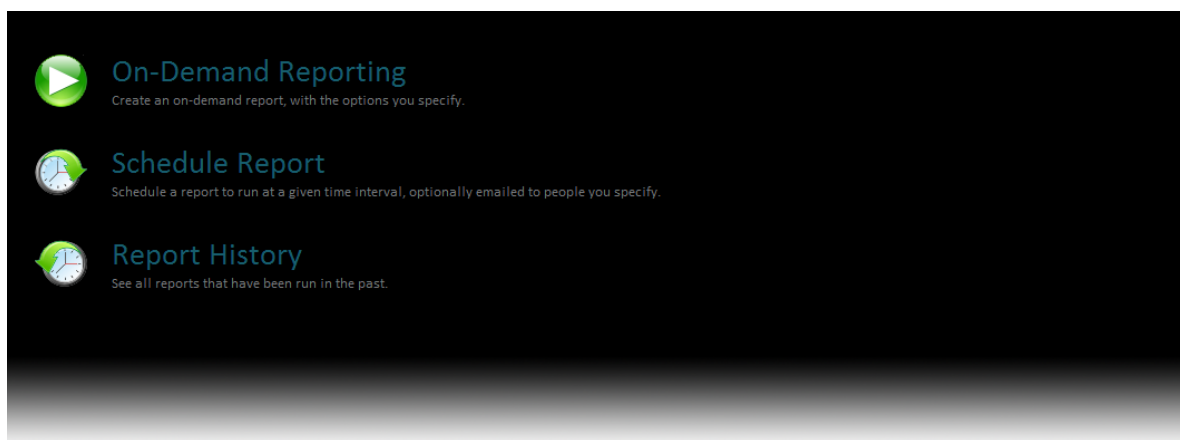 On-Demand Reporting
Create an on-demand report, with the options you specify.
Schedule Report
Schedule a report to run at a given time interval, optionally emailed to people you specify.
Report History
See all reports that have been run in the past.